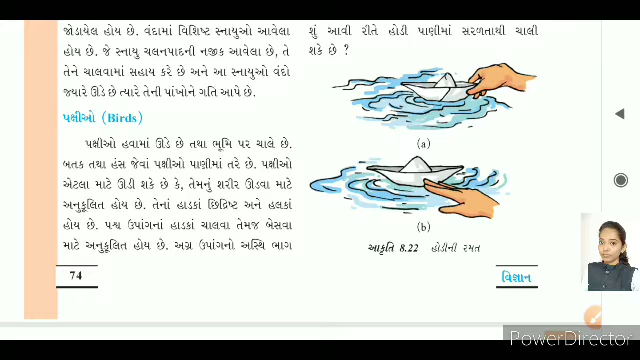 જોડાયેલ હોય છે. વંદામાં વિશિષ્ટ સ્નાયુઓ આવેલા
હોય છે. જે સ્નાયુ ચલનપાદની નજીક આવેલા છે, તે
તેને ચાલવામાં સહાય કરે છે અને આ સ્નાયુઓ વંદો
જ્યારે ઊડે છે ત્યારે તેની પાંખોને ગતિ આપે છે.
પક્ષીઓ (Birds)
પક્ષીઓ હવામાં ઊડે છે તથા ભૂમિ પર ચાલે છે.
બતક તથા હંસ જેવાં પક્ષીઓ પાણીમાં તરે છે. પક્ષીઓ
એટલા માટે ઊડી શકે છે કે, તેમનું શરીર ઊડવા માટે
અનુકૂલિત હોય છે. તેનાં હાડકાં છિદ્રિષ્ટ અને હલકાં
હોય છે. પશ્વ ઉપાંગનાં હાડકાં ચાલવા તેમજ બેસવા
માટે અનુકૂલિત હોય છે. અગ્ર ઉપાંગનો અસ્થિ ભાગ
74
શું આવી રીતે હોડી પાણીમાં સરળતાથી ચાલી
શકે છે ?
(a)
(b)
આકૃતિ 8.22 હોડીની રમત
વિજ્ઞાન
PowerDirector